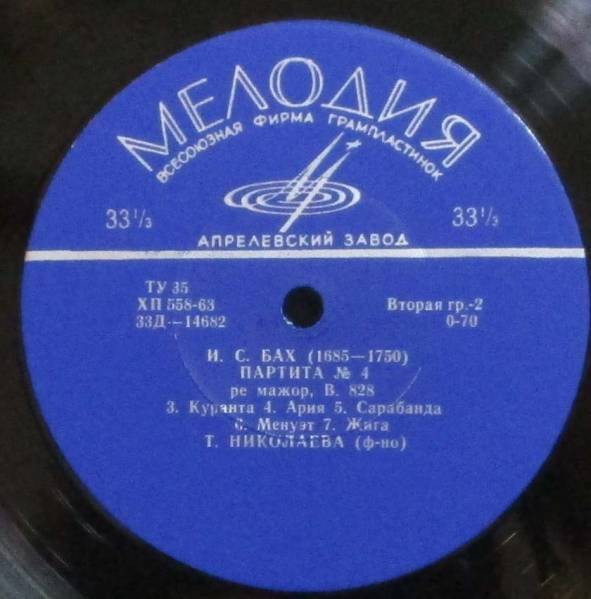 МЕЛОДИЯ
ВСЕСОЮЗНАЯ ФИРМА ГРАМПЛАСТИНОК
33⅓ 33⅓
АПРЕЛЕВСКИЙ ЗАВОД
ТУ 35
ХП 558-63 Вторая гр.-2
33Д—14682 0-70
И. С. БАХ (1685—1750)
ПАРТИТА № 4
ре мажор, В. 828
3. Куранта 4. Ария 5. Сарабанда
6. Менуэт 7. Жига
Т. НИКОЛАЕВА (ф-но)